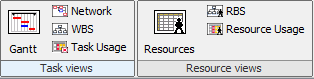 Gantt
Network
WBS
Task Usage
Task views
Resources
RBS
Resource Usage
Resource views